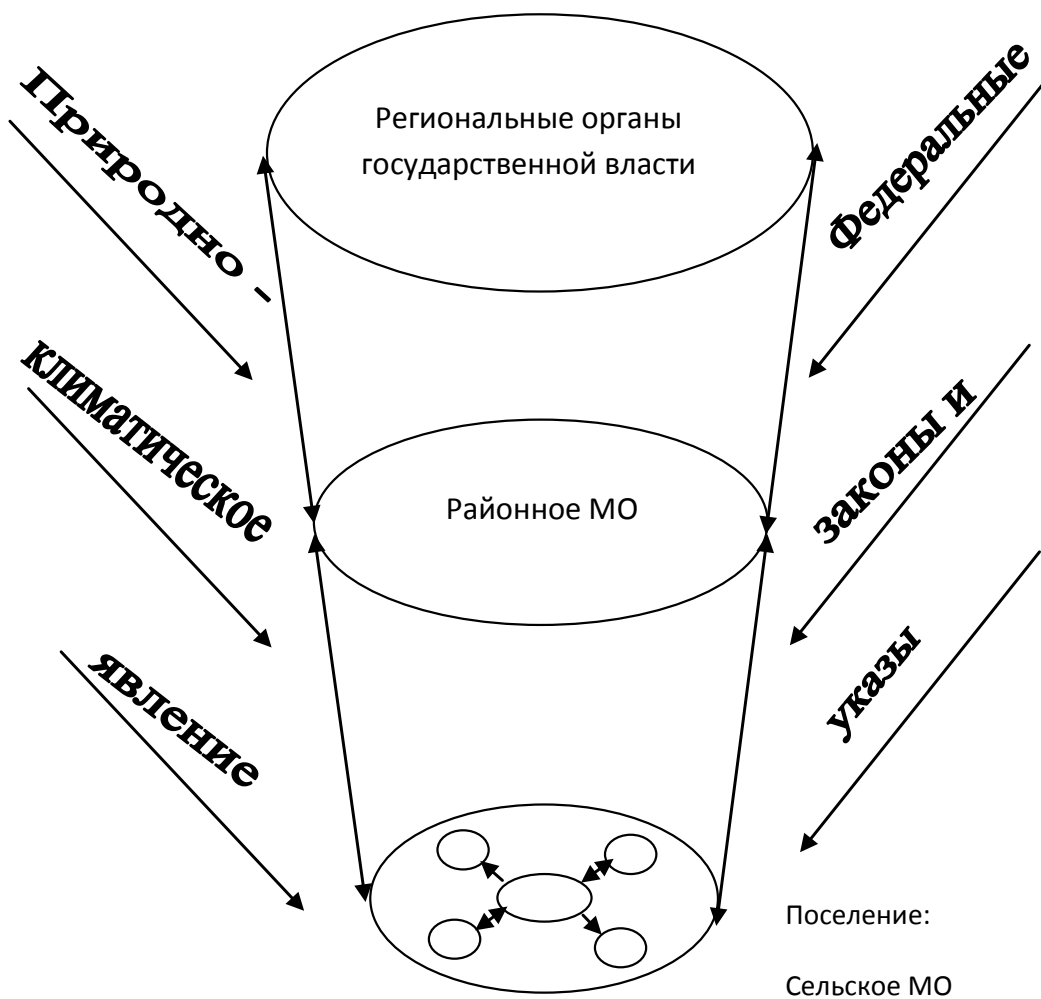 Природно -
климатическое
явление
Региональные органы
государственной власти
Районное МО
Федеральные
законы и
указы
Поселение:
Сельское МО